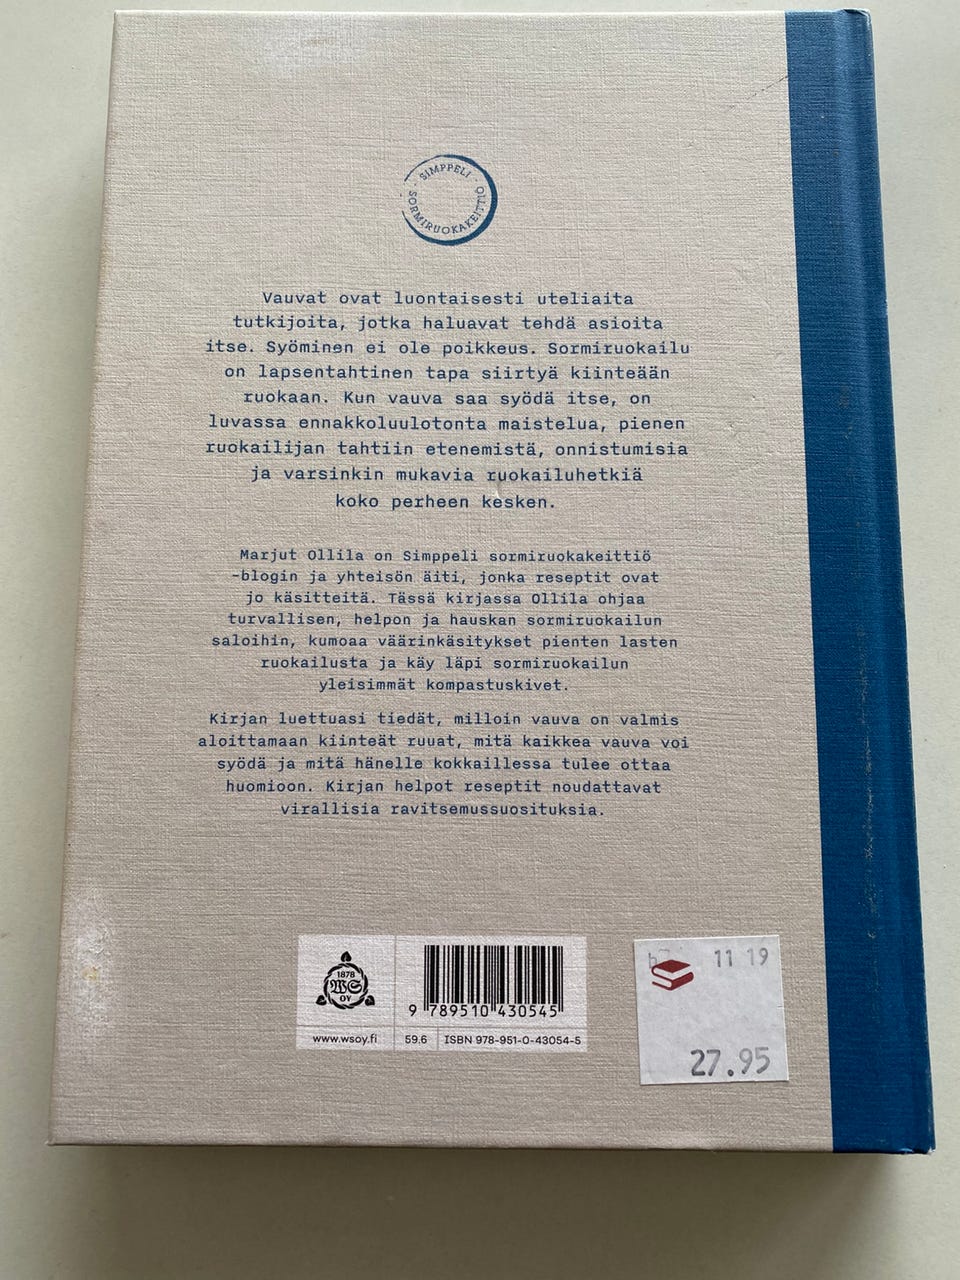 · SIMPPELI ·
SORMIRUOKAKEITTIÖ
Vauvat ovat luontaisesti uteliaita
tutkijoita, jotka haluavat tehdä asioita
itse. Syöminen ei ole poikkeus. Sormiruokailu
on lapsentahtinen tapa siirtyä kiinteään
ruokaan. Kun vauva saa syödä itse, on
luvassa ennakkoluulotonta maistelua, pienen
ruokailijan tahtiin etenemistä, onnistumisia
ja varsinkin mukavia ruokailuhetkiä
koko perheen kesken.
Marjut Ollila on Simppeli sormiruokakeittiö
-blogin ja yhteisön äiti, jonka reseptit ovat
jo käsitteitä. Tässä kirjassa Ollila ohjaa
turvallisen, helpon ja hauskan sormiruokailun
saloihin, kumoaa väärinkäsitykset pienten lasten
ruokailusta ja käy läpi sormiruokailun
yleisimmät kompastuskivet.
Kirjan luettuasi tiedät, milloin vauva on valmis
aloittamaan kiinteät ruuat, mitä kaikkea vauva voi
syödä ja mitä hänelle kokkaillessa tulee ottaa
huomioon. Kirjan helpot reseptit noudattavat
virallisia ravitsemussuosituksia.
1878
WS
OY
9 789510 430545
www.wsoy.fi
59.6
ISBN 978-951-0-43054-5
11 19
27.95